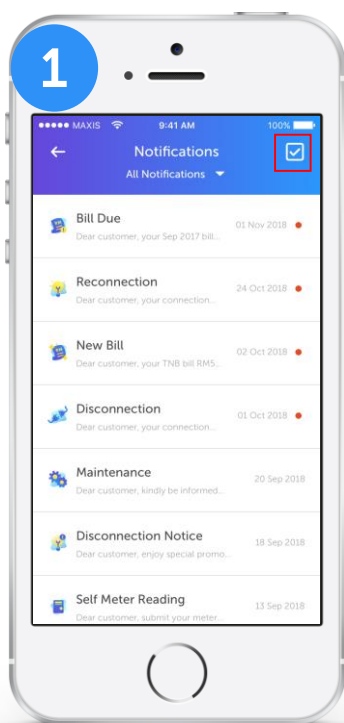 1
MAXIS 9:41 AM 100%
Notifications
All Notifications
Bill Due
Dear customer, your Sep 2017 bill...
01 Nov 2018
Reconnection
Dear customer, your connection...
24 Oct 2018
New Bill
Dear customer, your TNB bill RM5..
02 Oct 2018
Disconnection
Dear customer, your connection...
01 Oct 2018
Maintenance
Dear customer, kindly be informed..
20 Sep 2018
Disconnection Notice
Dear customer, enjoy special promo..
18 Sep 2018
Self Meter Reading
Dear customer, submit your meter..
13 Sep 2018